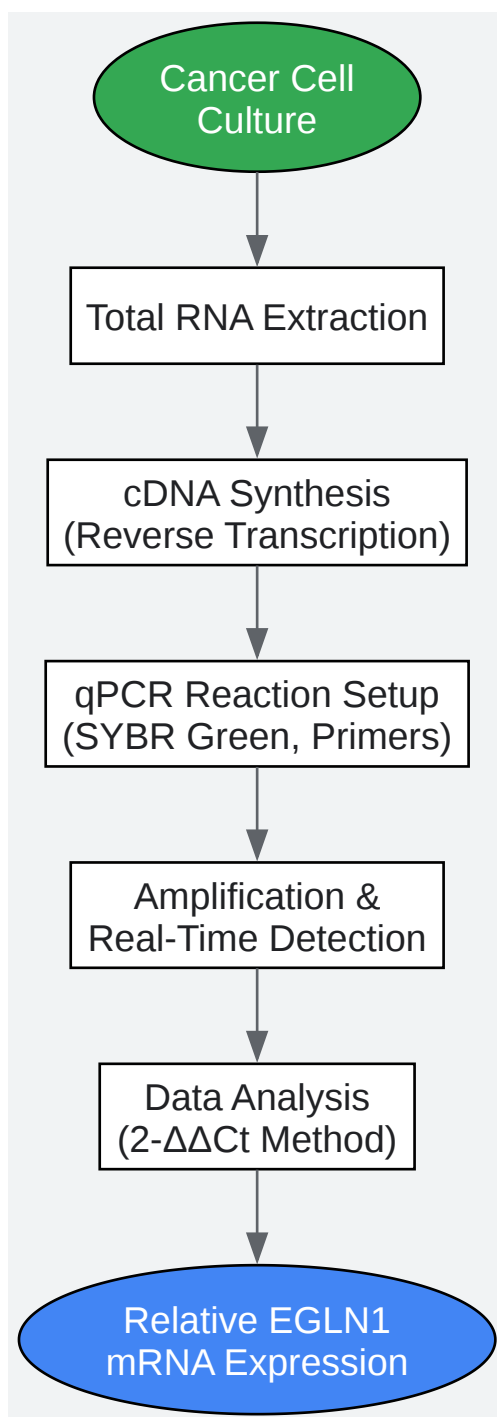 Cancer Cell
Culture
Total RNA Extraction
cDNA Synthesis
(Reverse Transcription)
qPCR Reaction Setup
(SYBR Green, Primers)
Amplification &
Real-Time Detection
Data Analysis
(2-ΔΔCt Method)
Relative EGLN1
mRNA Expression